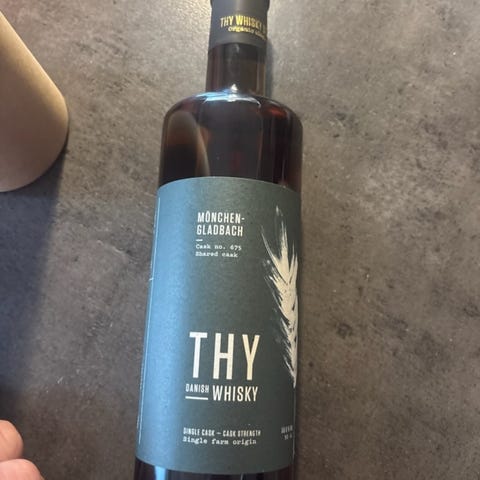 THY WHISKY
organic
MÖNCHEN-
GLADBACH
Cask no. 675
Shared cask
THY
DANISH WHISKY
SINGLE CASK – CASK STRENGTH
Single farm origin